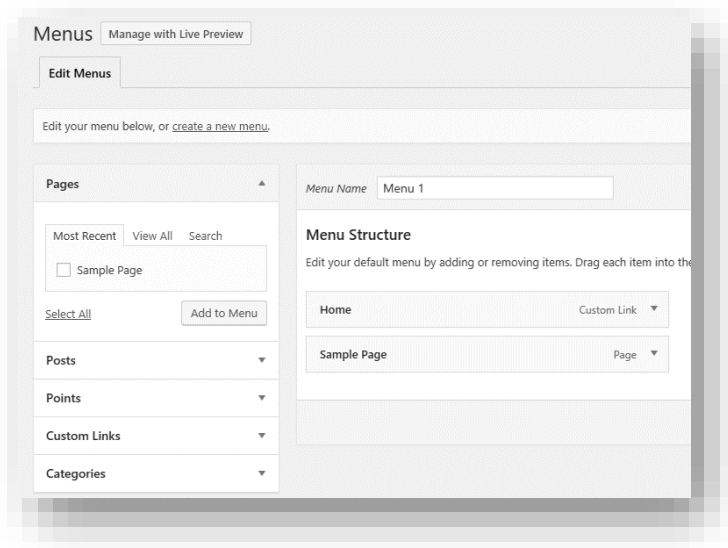 Menus Manage with Live Preview
Edit Menus
Edit your menu below, or create a new menu.
Pages
Most Recent View All Search
Sample Page
Select All Add to Menu
Posts
Points
Custom Links
Categories
Menu Name Menu 1
Menu Structure
Edit your default menu by adding or removing items. Drag each item into the
Home Custom Link
Sample Page Page